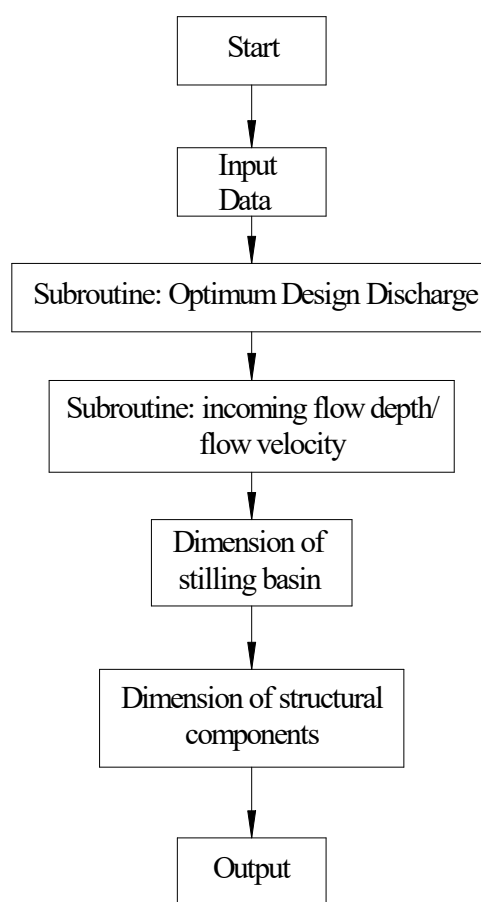 Start
Input
Data
Subroutine: Optimum Design Discharge
Subroutine: incoming flow depth/
flow velocity
Dimension of
stilling basin
Dimension of structural
components
Output